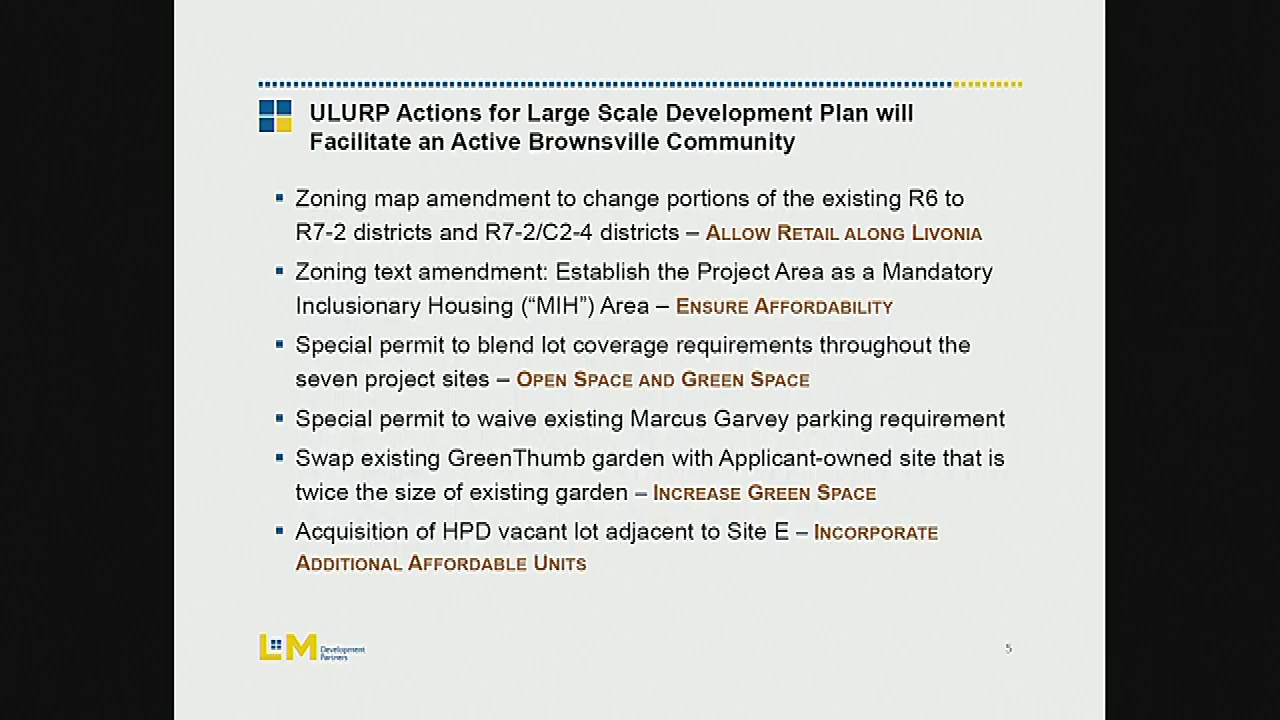 ULURP Actions for Large Scale Development Plan will
Facilitate an Active Brownsville Community
▪ Zoning map amendment to change portions of the existing R6 to
R7-2 districts and R7-2/C2-4 districts – ALLOW RETAIL ALONG LIVONIA
▪ Zoning text amendment: Establish the Project Area as a Mandatory
Inclusionary Housing (“MIH”) Area – ENSURE AFFORDABILITY
▪ Special permit to blend lot coverage requirements throughout the
seven project sites – OPEN SPACE AND GREEN SPACE
▪ Special permit to waive existing Marcus Garvey parking requirement
▪ Swap existing GreenThumb garden with Applicant-owned site that is
twice the size of existing garden – INCREASE GREEN SPACE
▪ Acquisition of HPD vacant lot adjacent to Site E – INCORPORATE
ADDITIONAL AFFORDABLE UNITS
L+M Development
Partners
5